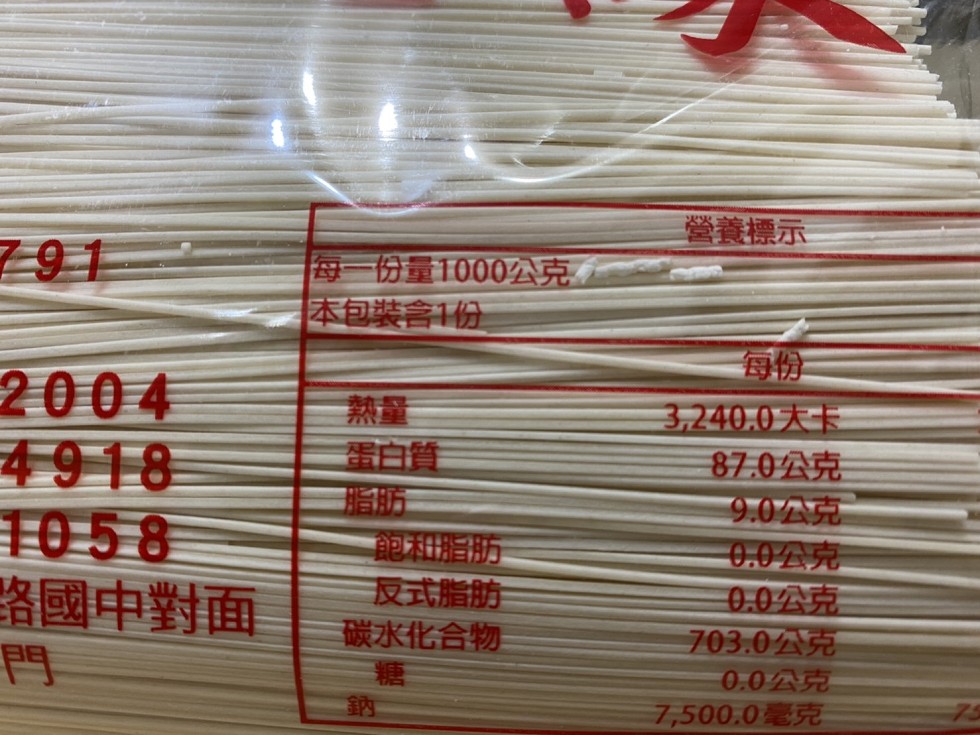 791
2004
4918
1058
路國中對面
門
營養標示
每一份量1000公克
本包裝含1份
每份
熱量 3,240.0大卡
蛋白質 87.0公克
脂肪 9.0公克
飽和脂肪 0.0公克
反式脂肪 0.0公克
碳水化合物 703.0公克
糖 0.0公克
鈉 7,500.0毫克 75